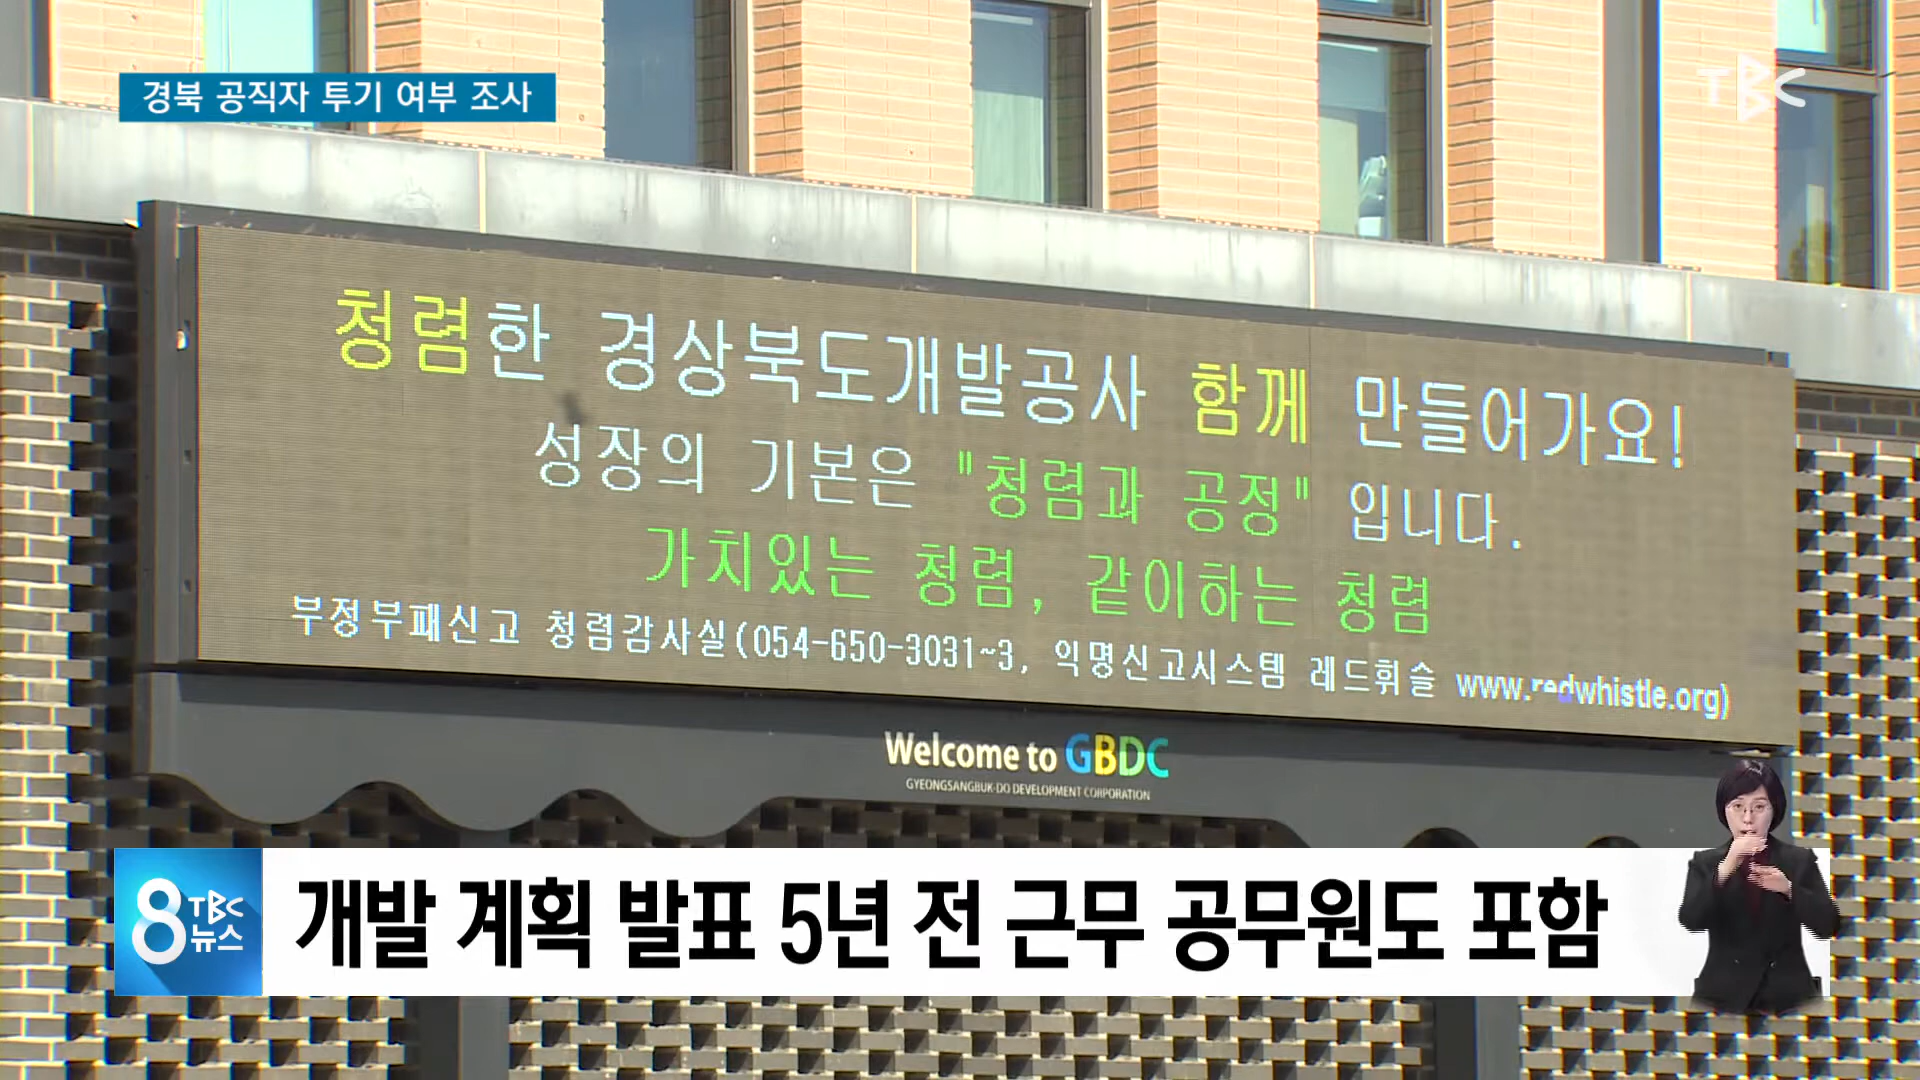 경북 공직자 투기 여부 조사
TBC
청렴한 경상북도개발공사 함께 만들어가요!
성장의 기본은 "청렴과 공정" 입니다.
가치있는 청렴, 같이하는 청렴
부정부패신고 청렴감사실(054-650-3031~3, 익명신고시스템 레드휘슬 www.redwhistle.org)
Welcome to GBDC
GYEONGSANGBUK-DO DEVELOPMENT CORPORATION
8 TBC 뉴스
개발 계획 발표 5년 전 근무 공무원도 포함